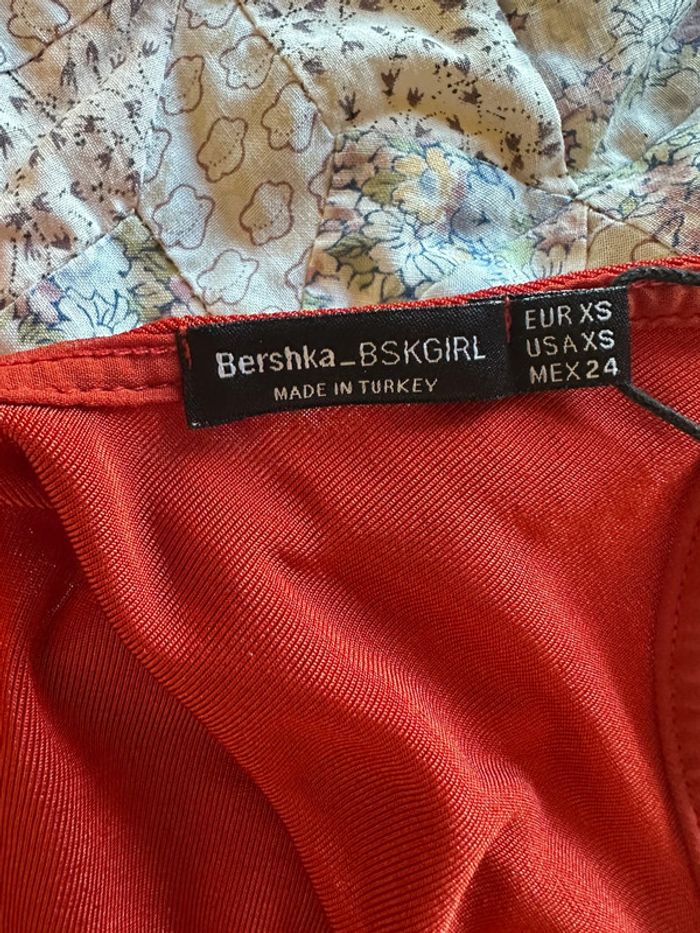 Bershka_BSKGIRL
MADE IN TURKEY
EUR XS
USA XS
MEX 24